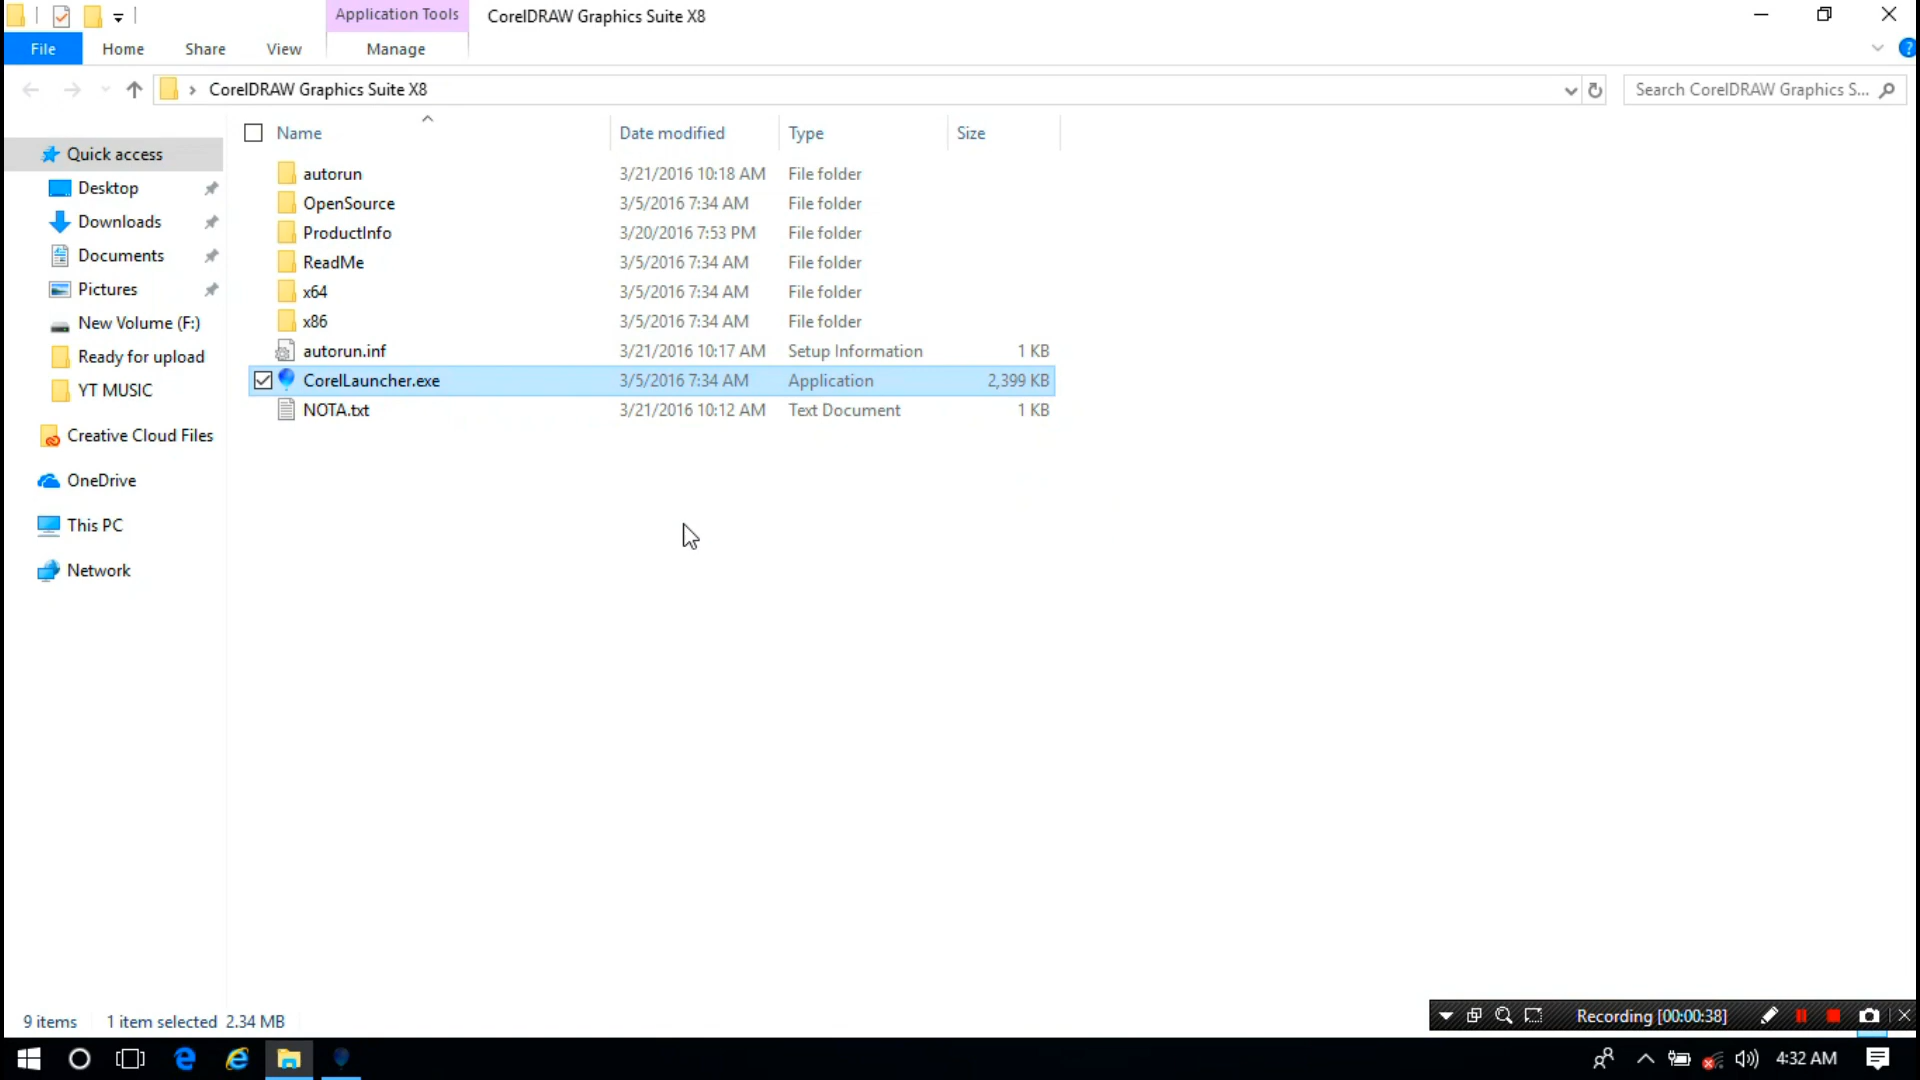 Application Tools
CorelDRAW Graphics Suite X8
File
Home
Share
View
Manage
CorelDRAW Graphics Suite X8
Search CorelDRAW Graphics S...
Name
Date modified
Type
Size
Quick access
Desktop
Downloads
Documents
Pictures
New Volume (F:)
Ready for upload
YT MUSIC
Creative Cloud Files
OneDrive
This PC
Network
autorun 3/21/2016 10:18 AM File folder
OpenSource 3/5/2016 7:34 AM File folder
ProductInfo 3/20/2016 7:53 PM File folder
ReadMe 3/5/2016 7:34 AM File folder
x64 3/5/2016 7:34 AM File folder
x86 3/5/2016 7:34 AM File folder
autorun.inf 3/21/2016 10:17 AM Setup Information 1 KB
CorelLauncher.exe 3/5/2016 7:34 AM Application 2,399 KB
NOTA.txt 3/21/2016 10:12 AM Text Document 1 KB
9 items 1 item selected 2.34 MB
Recording [00:00:38]
4:32 AM